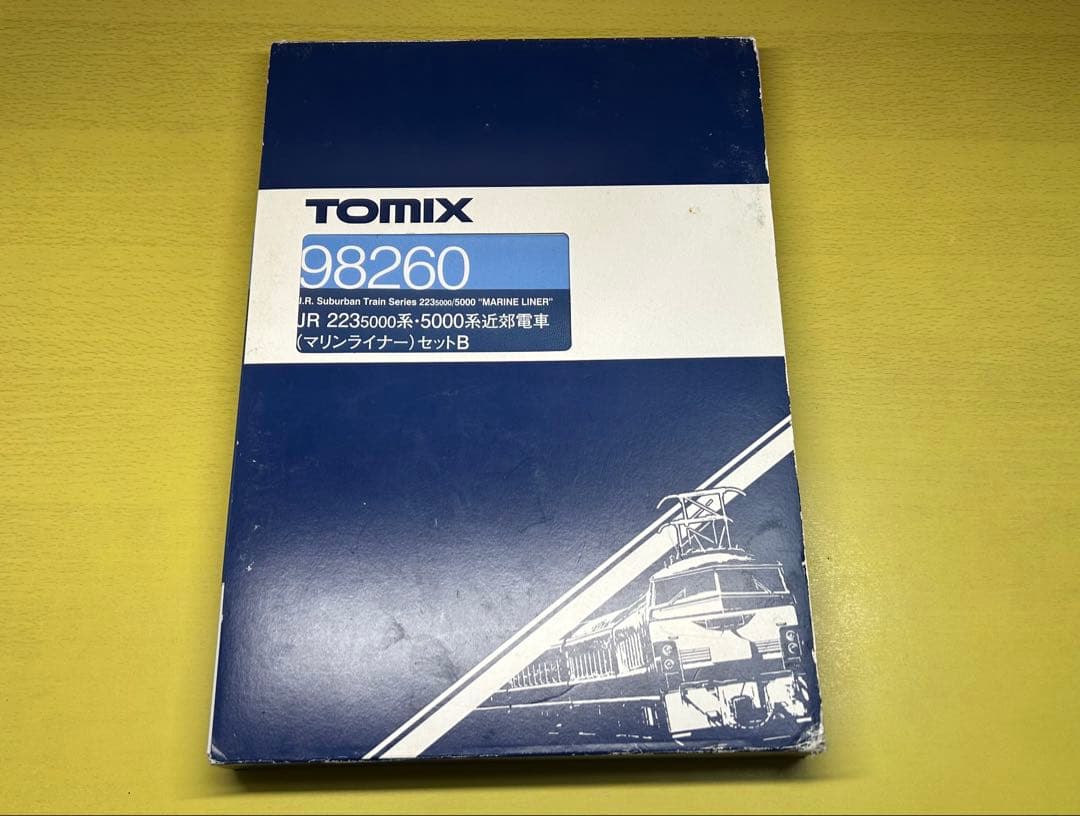 TOMIX
98260
J.R. Suburban Train Series 2235000/5000 "MARINE LINER"
JR 2235000系・5000系近郊電車
(マリンライナー)セットB